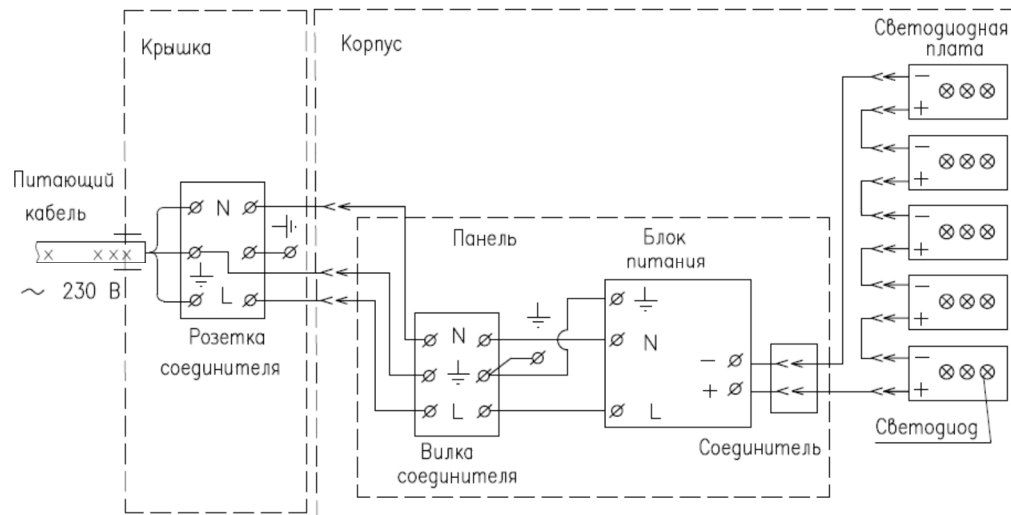 Крышка
Корпус
Светодиодная
плата
Питающий
кабель
~ 230 В
N
L
Розетка
соединителя
Панель
Блок
питания
N
L
Вилка
соединителя
N
L
−
+
Соединитель
−
+
−
+
−
+
−
+
−
+
Светодиод